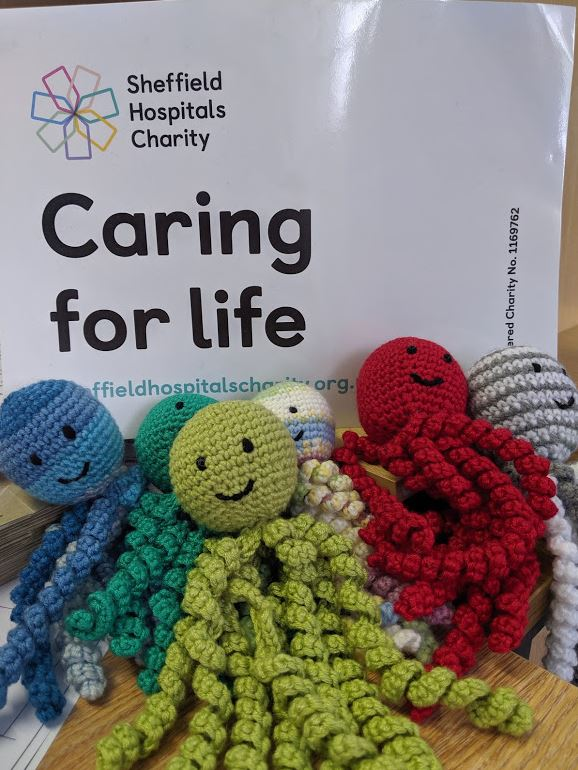 Sheffield
Hospitals
Charity
Caring
for life
ffieldhospitalscharity.org.
ered Charity No. 1169762